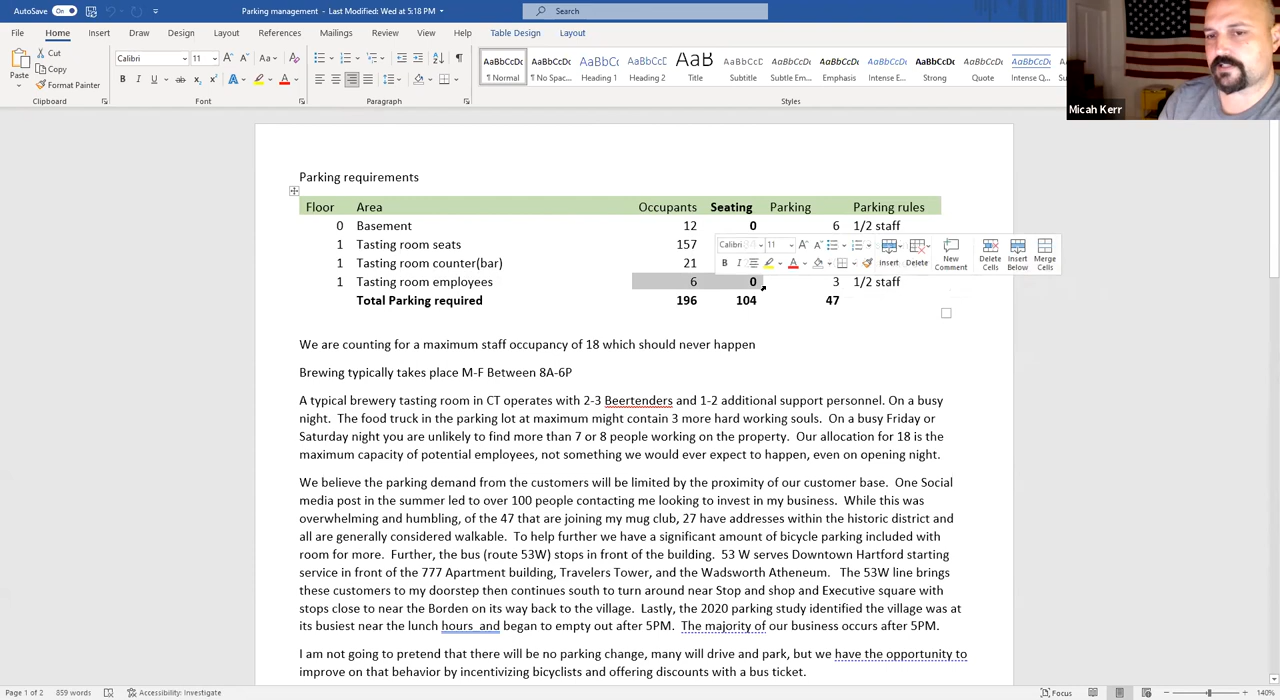 AutoSave On Parking management - Last Modified: Wed at 5:18 PM Search
File Home Insert Draw Design Layout References Mailings Review View Help Table Design Layout
Cut
Copy
Format Painter
Paste
Calibri 11
Clipboard Font Paragraph Styles
AaBbCcDc AaBbCcDc AaBbC AaBbCcC AaB AaBbCcD AaBbCcDc AaBbCcDc AaBbCcDc AaBbCcDc AaBbCcDc AaBbCcDc
¶ Normal ¶ No Spac... Heading 1 Heading 2 Title Subtitle Subtle Em... Emphasis Intense E... Strong Quote Intense Q...
Micah Kerr
Parking requirements
Floor Area Occupants Seating Parking Parking rules
0 Basement 12 0 6 1/2 staff
1 Tasting room seats 157
1 Tasting room counter(bar) 21
1 Tasting room employees 6 0 3 1/2 staff
Total Parking required 196 104 47
Calibri 11
Insert Delete New Comment Delete Cells Insert Below Merge Cells
We are counting for a maximum staff occupancy of 18 which should never happen
Brewing typically takes place M-F Between 8A-6P
A typical brewery tasting room in CT operates with 2-3 Beertenders and 1-2 additional support personnel. On a busy
night. The food truck in the parking lot at maximum might contain 3 more hard working souls. On a busy Friday or
Saturday night you are unlikely to find more than 7 or 8 people working on the property. Our allocation for 18 is the
maximum capacity of potential employees, not something we would ever expect to happen, even on opening night.
We believe the parking demand from the customers will be limited by the proximity of our customer base. One Social
media post in the summer led to over 100 people contacting me looking to invest in my business. While this was
overwhelming and humbling, of the 47 that are joining my mug club, 27 have addresses within the historic district and
all are generally considered walkable. To help further we have a significant amount of bicycle parking included with
room for more. Further, the bus (route 53W) stops in front of the building. 53 W serves Downtown Hartford starting
service in front of the 777 Apartment building, Travelers Tower, and the Wadsworth Atheneum. The 53W line brings
these customers to my doorstep then continues south to turn around near Stop and shop and Executive square with
stops close to near the Borden on its way back to the village. Lastly, the 2020 parking study identified the village was at
its busiest near the lunch hours and began to empty out after 5PM. The majority of our business occurs after 5PM.
I am not going to pretend that there will be no parking change, many will drive and park, but we have the opportunity to
improve on that behavior by incentivizing bicyclists and offering discounts with a bus ticket.
Page 1 of 2 859 words Accessibility: Investigate Focus 140%